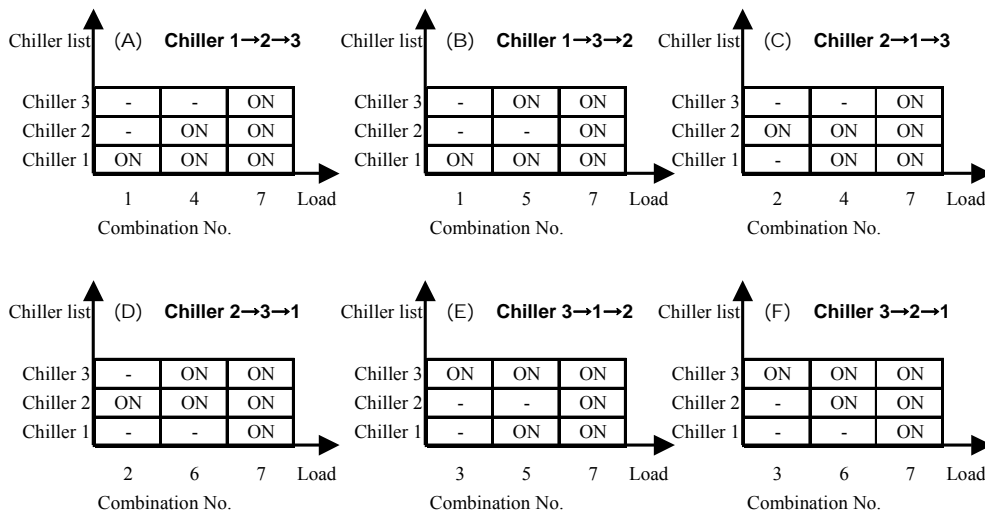 Chiller list (A) Chiller 1→2→3
Chiller 3 - - ON
Chiller 2 - ON ON
Chiller 1 ON ON ON
1 4 7 Load
Combination No.
Chiller list (B) Chiller 1→3→2
Chiller 3 - ON ON
Chiller 2 - - ON
Chiller 1 ON ON ON
1 5 7 Load
Combination No.
Chiller list (C) Chiller 2→1→3
Chiller 3 - - ON
Chiller 2 ON ON ON
Chiller 1 - ON ON
2 4 7 Load
Combination No.
Chiller list (D) Chiller 2→3→1
Chiller 3 - ON ON
Chiller 2 ON ON ON
Chiller 1 - - ON
2 6 7 Load
Combination No.
Chiller list (E) Chiller 3→1→2
Chiller 3 ON ON ON
Chiller 2 - - ON
Chiller 1 - ON ON
3 5 7 Load
Combination No.
Chiller list (F) Chiller 3→2→1
Chiller 3 ON ON ON
Chiller 2 - ON ON
Chiller 1 - - ON
3 6 7 Load
Combination No.